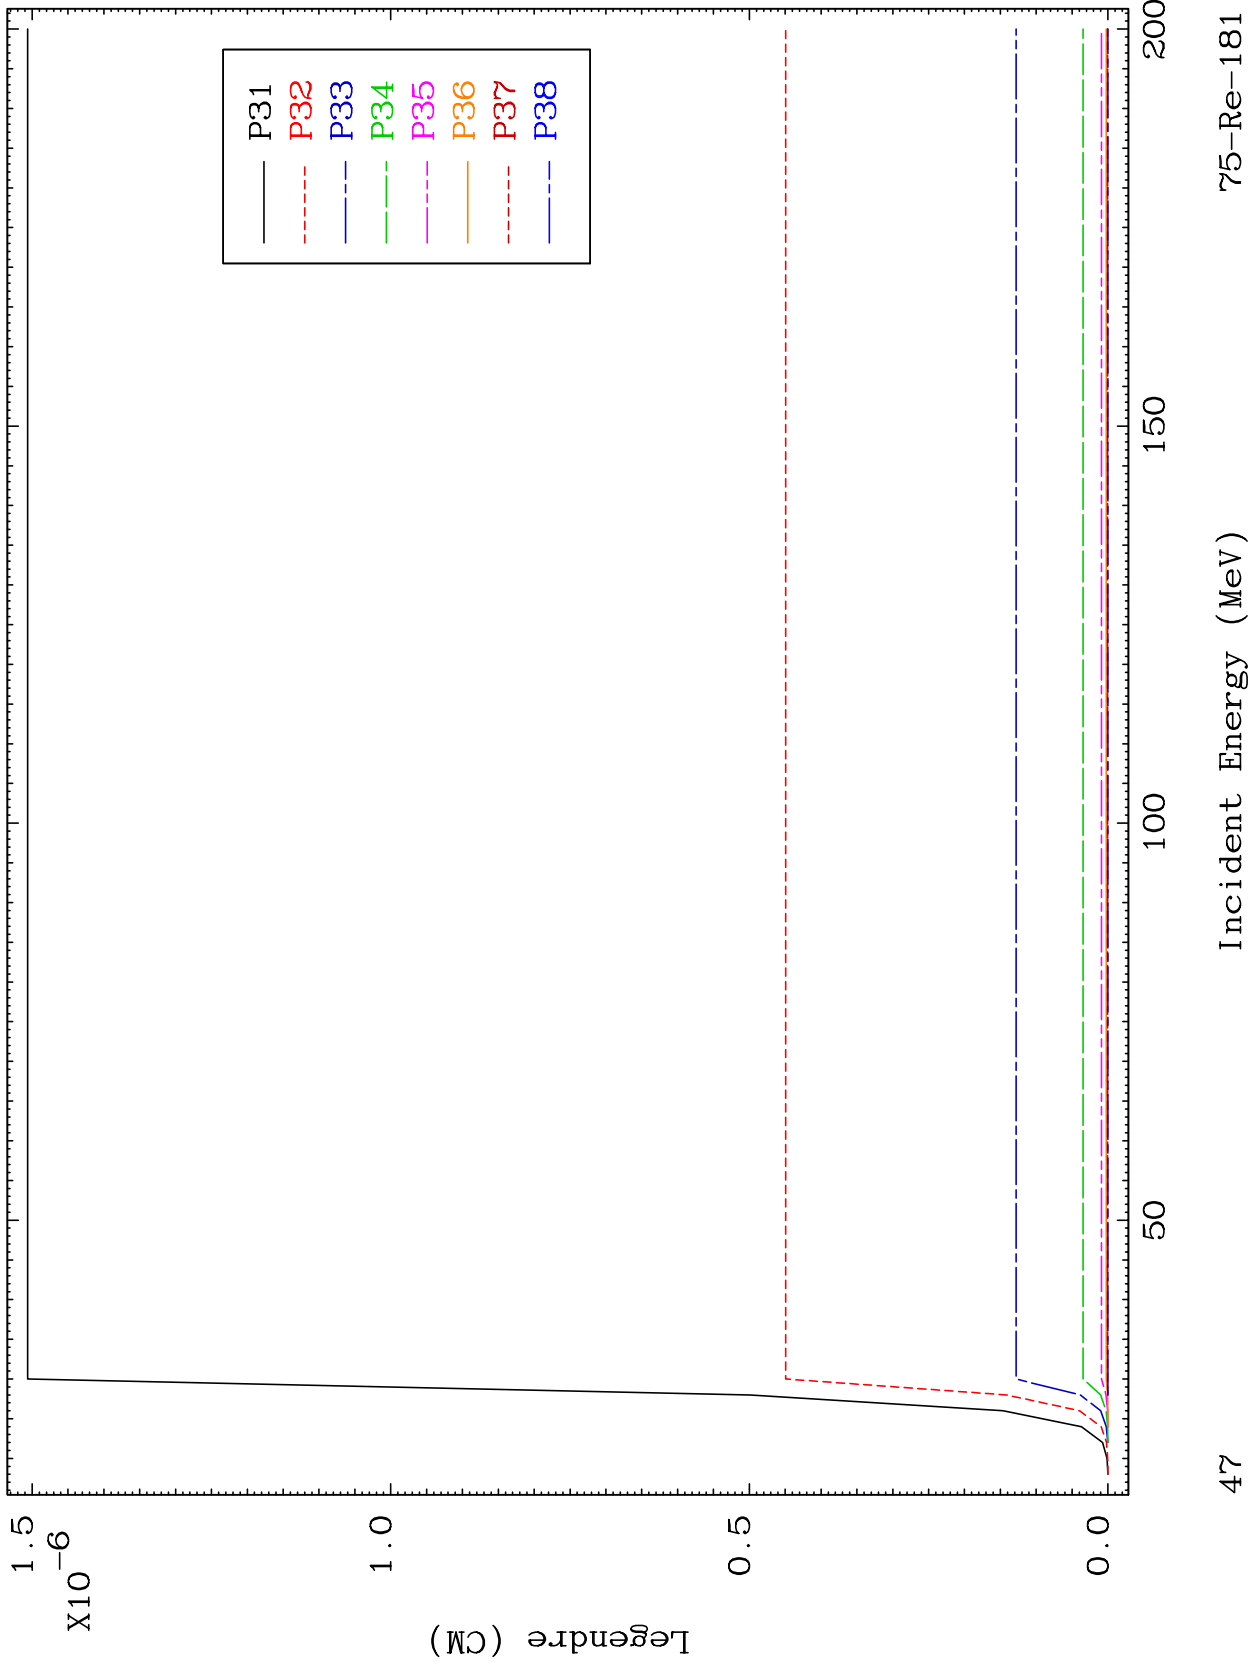 1.5
X10⁻⁶
1.0
0.5
0.0
Legendre (CM)
P31
P32
P33
P34
P35
P36
P37
P38
50
100
150
200
47
Incident Energy (MeV)
75-Re-181